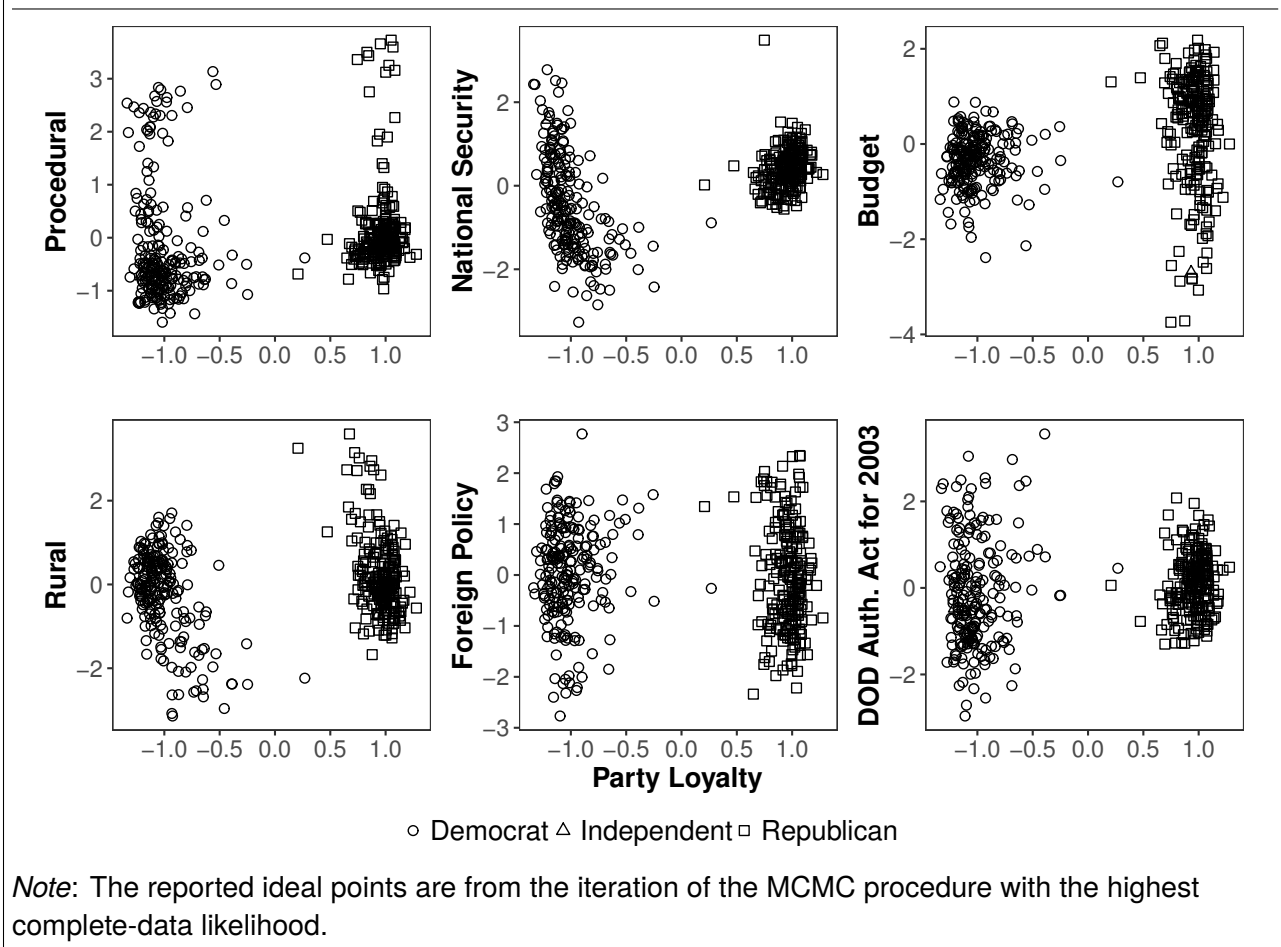 Procedural
3
2
1
0
−1
−1.0 −0.5 0.0 0.5 1.0
National Security
2
0
−2
−1.0 −0.5 0.0 0.5 1.0
Budget
2
0
−2
−4
−1.0 −0.5 0.0 0.5 1.0
Rural
2
0
−2
−1.0 −0.5 0.0 0.5 1.0
Foreign Policy
3
2
1
0
−1
−2
−3
−1.0 −0.5 0.0 0.5 1.0
DOD Auth. Act for 2003
2
0
−2
−1.0 −0.5 0.0 0.5 1.0
Party Loyalty
Democrat Independent Republican
Note: The reported ideal points are from the iteration of the MCMC procedure with the highest
complete-data likelihood.